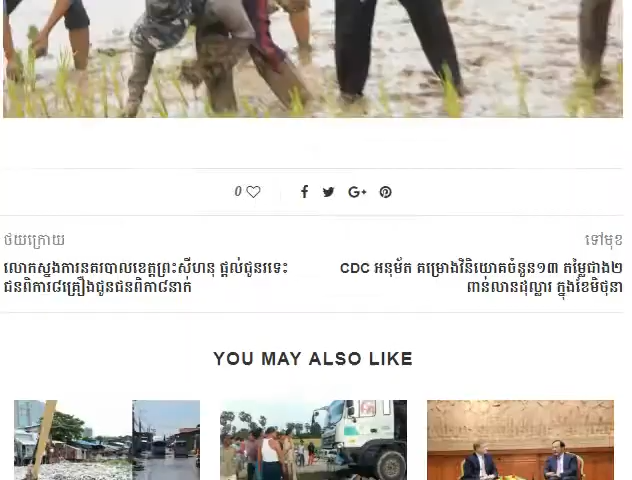 0
ថយក្រោយ
ទៅមុខ
លោកស្នងការនគរបាលខេត្តព្រះសីហនុ ផ្តល់ជូនរទេះ
ជនពិការ៨គ្រឿងជូនជនពិកា៨នាក់
CDC អនុម័ត គម្រោងវិនិយោគចំនួន១៣ តម្លៃជាង២
ពាន់លានដុល្លារ ក្នុងខែមិថុនា
YOU MAY ALSO LIKE